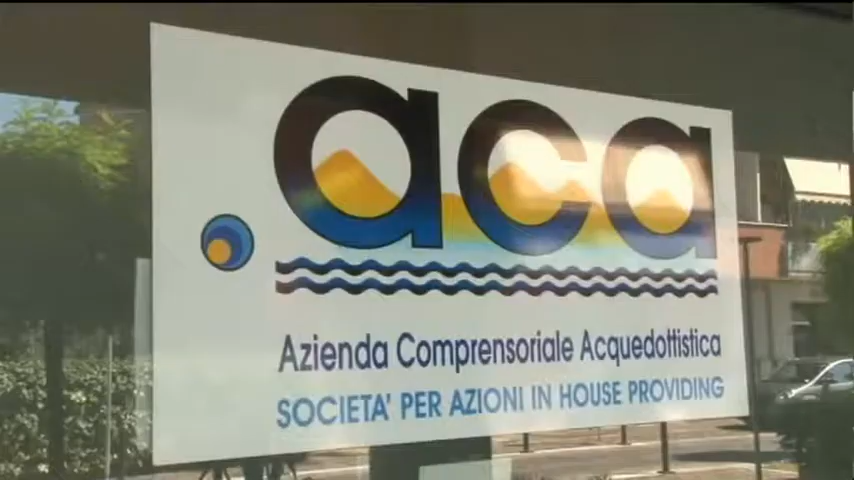 .aca
Azienda Comprensoriale Acquedottistica
SOCIETA' PER AZIONI IN HOUSE PROVIDING